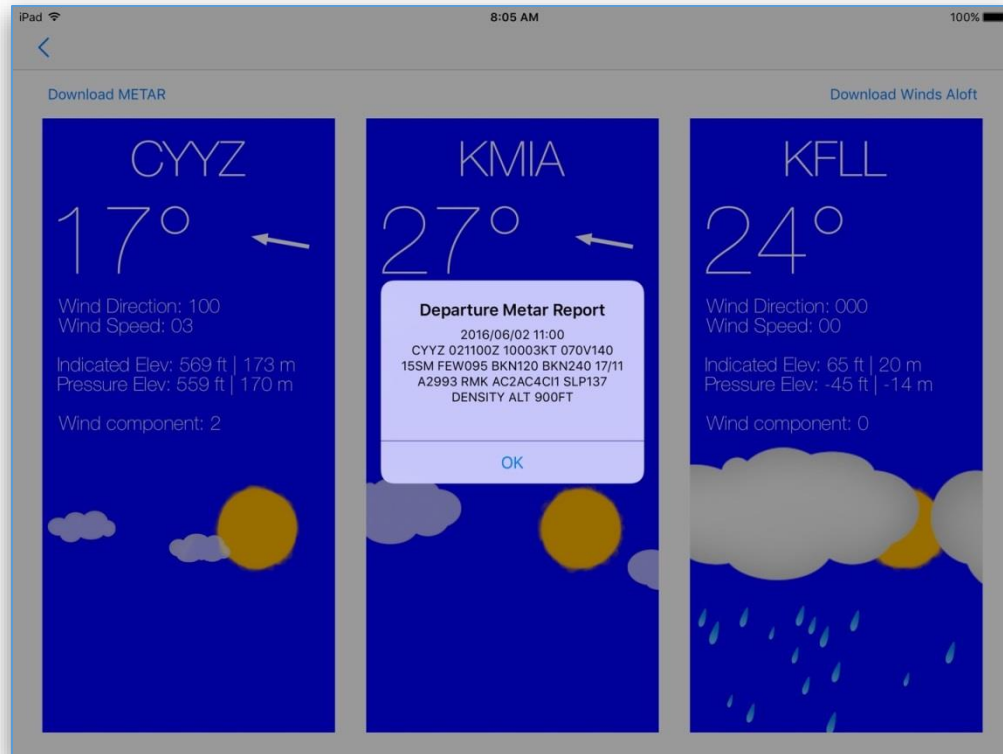 iPad 8:05 AM 100%
Download METAR Download Winds Aloft
CYYZ
17°
Wind Direction: 100
Wind Speed: 03
Indicated Elev: 569 ft | 173 m
Pressure Elev: 559 ft | 170 m
Wind component: 2
KMIA
27°
Departure Metar Report
2016/06/02 11:00
CYYZ 021100Z 10003KT 070V140
15SM FEW095 BKN120 BKN240 17/11
A2993 RMK AC2AC4CI1 SLP137
DENSITY ALT 900FT
OK
KFLL
24°
Wind Direction: 000
Wind Speed: 00
Indicated Elev: 65 ft | 20 m
Pressure Elev: -45 ft | -14 m
Wind component: 0